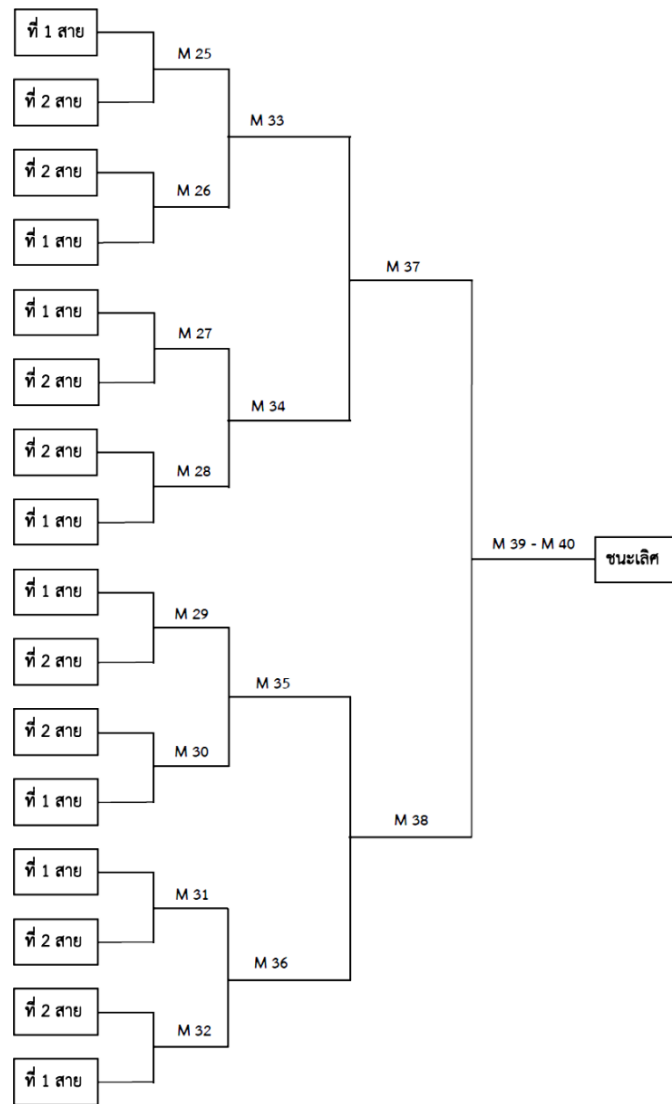 ที่ 1 สาย
M 25
ที่ 2 สาย
M 33
ที่ 2 สาย
M 26
ที่ 1 สาย
M 37
ที่ 1 สาย
M 27
ที่ 2 สาย
M 34
ที่ 2 สาย
M 28
ที่ 1 สาย
M 39 - M 40
ชนะเลิศ
ที่ 1 สาย
M 29
ที่ 2 สาย
M 35
ที่ 2 สาย
M 30
ที่ 1 สาย
M 38
ที่ 1 สาย
M 31
ที่ 2 สาย
M 36
ที่ 2 สาย
M 32
ที่ 1 สาย